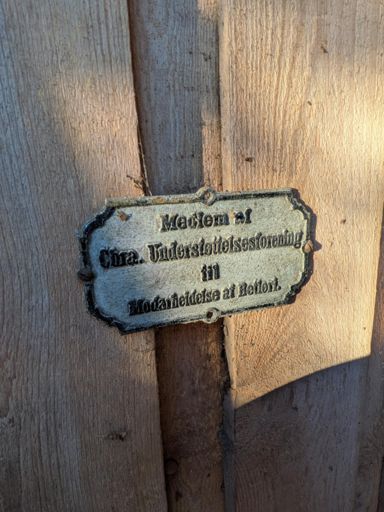 Medlem af
Chra. Understøttelsesforening
til
Modarbeidelse af Betleri.